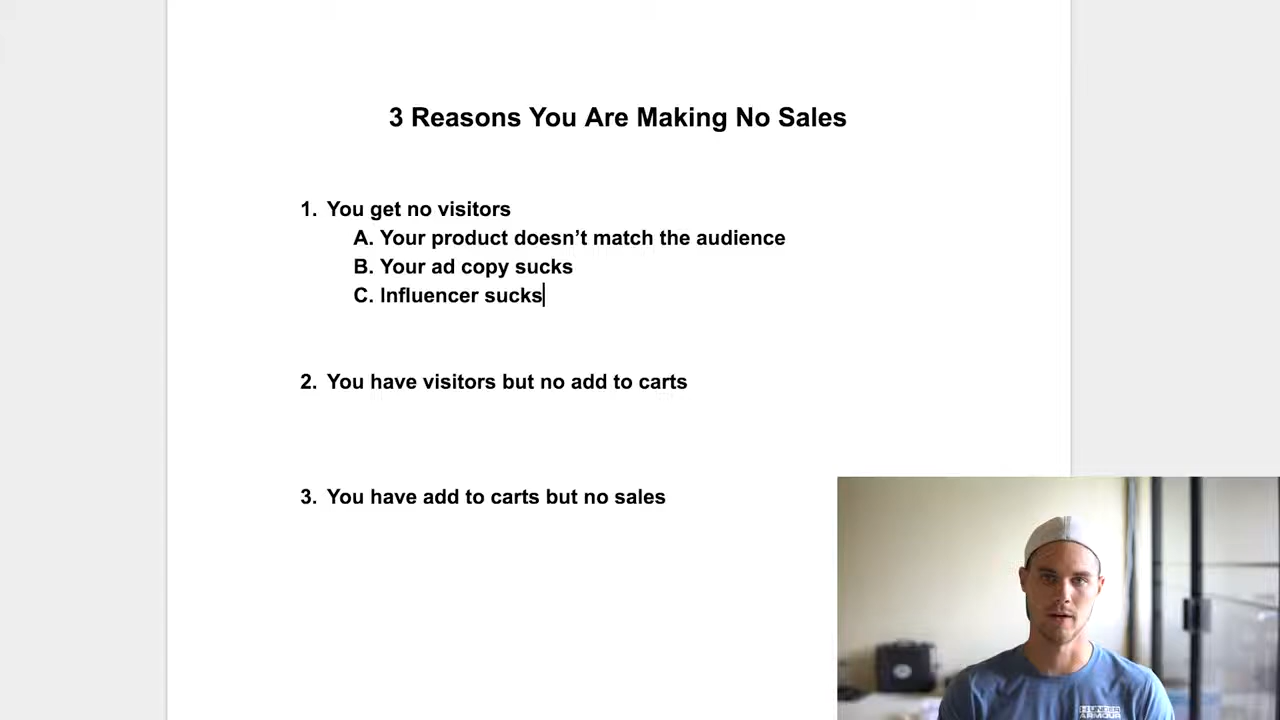 3 Reasons You Are Making No Sales
1. You get no visitors
A. Your product doesn’t match the audience
B. Your ad copy sucks
C. Influencer sucks
2. You have visitors but no add to carts
3. You have add to carts but no sales
UNDER
ARMOUR